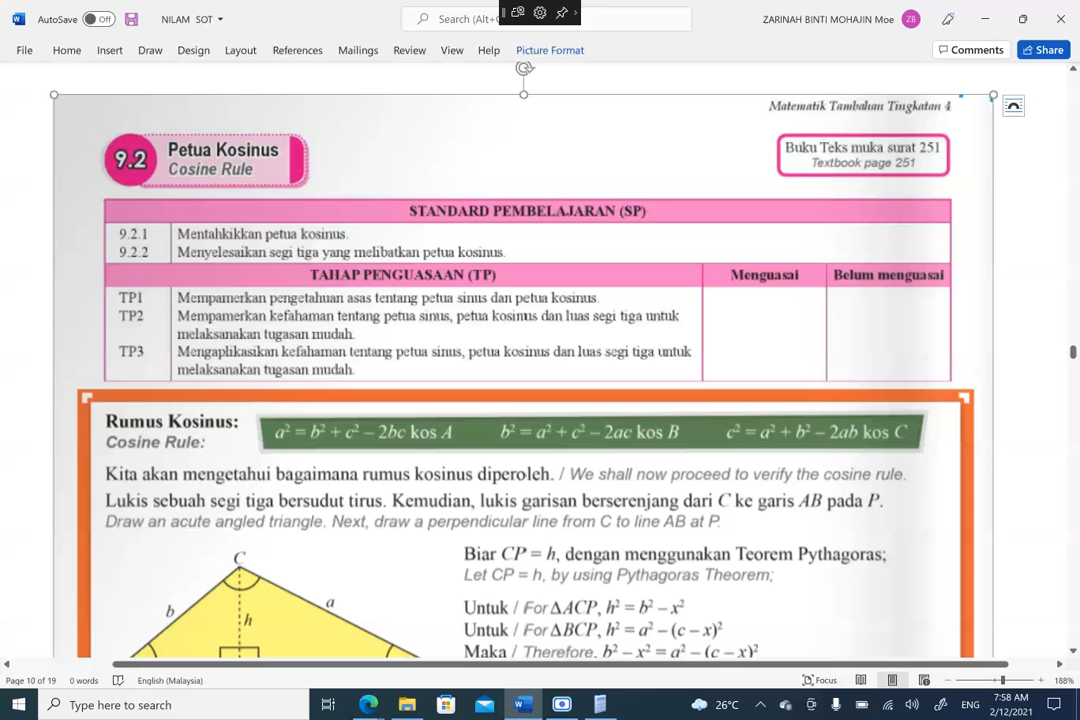 AutoSave Off NILAM SOT Search (Alt+ ZARINAH BINTI MOHAJIN Moe ZB
File Home Insert Draw Design Layout References Mailings Review View Help Picture Format Comments Share
Matematik Tambahan Tingkatan 4
9.2 Petua Kosinus
Cosine Rule
Buku Teks muka surat 251
Textbook page 251
STANDARD PEMBELAJARAN (SP)
9.2.1 Mentahkikkan petua kosinus.
9.2.2 Menyelesaikan segi tiga yang melibatkan petua kosinus.
TAHAP PENGUASAAN (TP) Menguasai Belum menguasai
TP1 Mempamerkan pengetahuan asas tentang petua sinus dan petua kosinus.
TP2 Mempamerkan kefahaman tentang petua sinus, petua kosinus dan luas segi tiga untuk
melaksanakan tugasan mudah.
TP3 Mengaplikasikan kefahaman tentang petua sinus, petua kosinus dan luas segi tiga untuk
melaksanakan tugasan mudah.
Rumus Kosinus: a² = b² + c² – 2bc kos A b² = a² + c² – 2ac kos B c² = a² + b² – 2ab kos C
Cosine Rule:
Kita akan mengetahui bagaimana rumus kosinus diperoleh. / We shall now proceed to verify the cosine rule.
Lukis sebuah segi tiga bersudut tirus. Kemudian, lukis garisan berserenjang dari C ke garis AB pada P.
Draw an acute angled triangle. Next, draw a perpendicular line from C to line AB at P.
C
b
a
h
Biar CP = h, dengan menggunakan Teorem Pythagoras;
Let CP = h, by using Pythagoras Theorem;
Untuk / For ΔACP, h² = b² – x²
Untuk / For ΔBCP, h² = a² – (c – x)²
Maka / Therefore, b² – x² = a² – (c – x)²
Page 10 of 19 0 words English (Malaysia) Focus 188%
Type here to search 26°C ENG 7:58 AM
2/12/2021